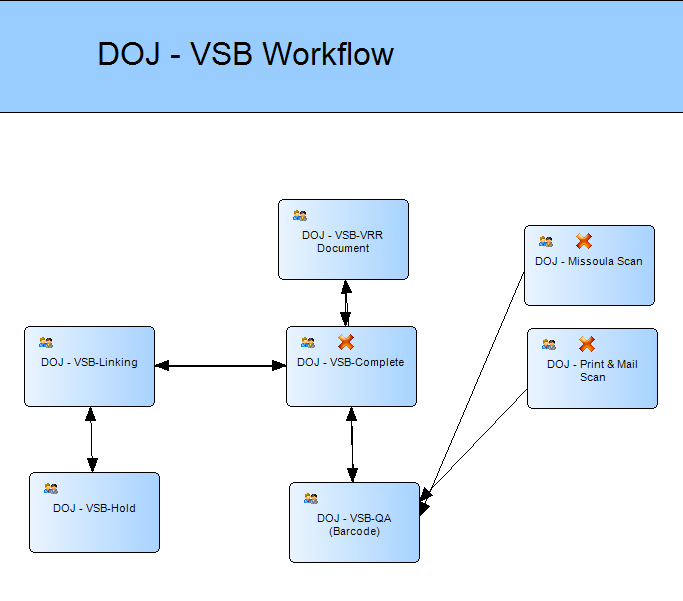 DOJ - VSB Workflow
DOJ - VSB-VRR
Document
DOJ - Missoula Scan
DOJ - VSB-Linking
DOJ - VSB-Complete
DOJ - Print & Mail
Scan
DOJ - VSB-Hold
DOJ - VSB-QA
(Barcode)